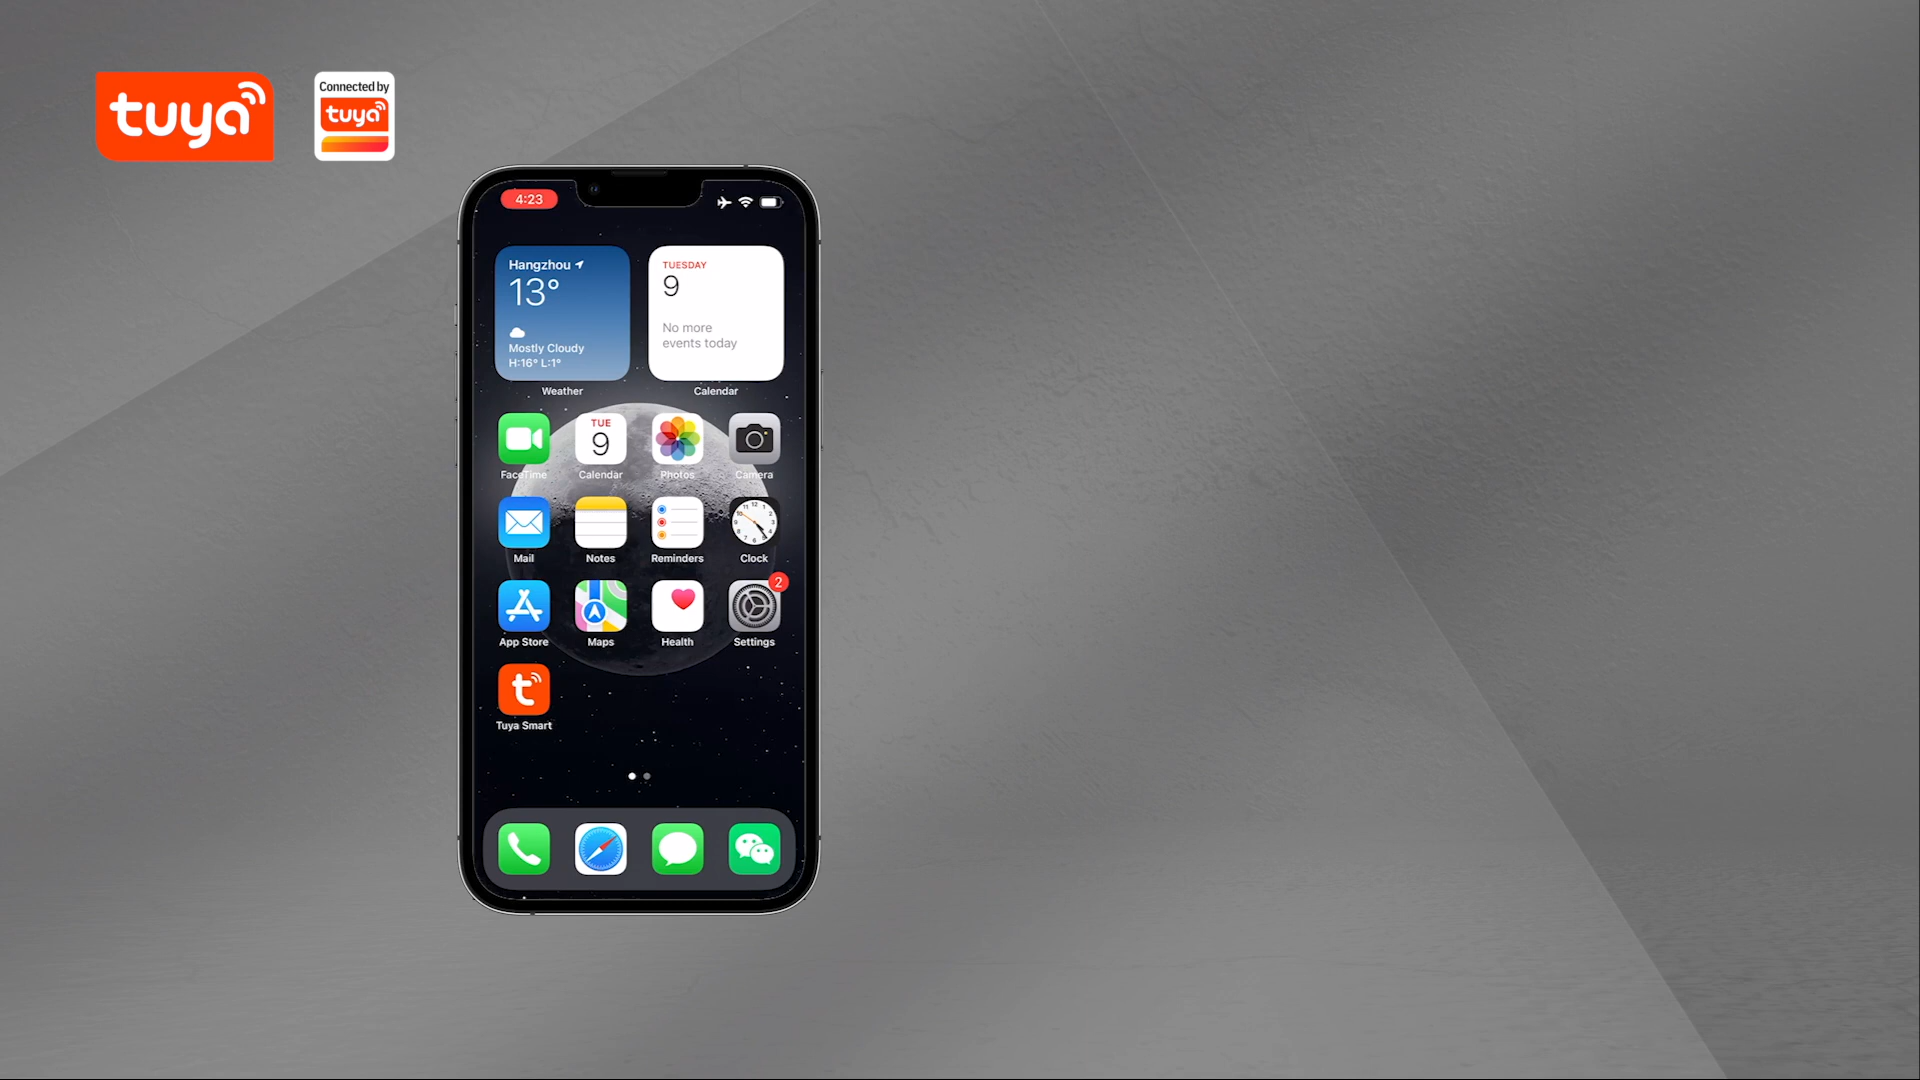 tuya
Connected by
tuya
4:23
Hangzhou
13°
Mostly Cloudy
H:16° L:1°
Weather
TUESDAY
9
No more
events today
Calendar
FaceTime
TUE
9
Calendar
Photos
Camera
Mail
Notes
Reminders
Clock
App Store
Maps
Health
2
Settings
t
Tuya Smart